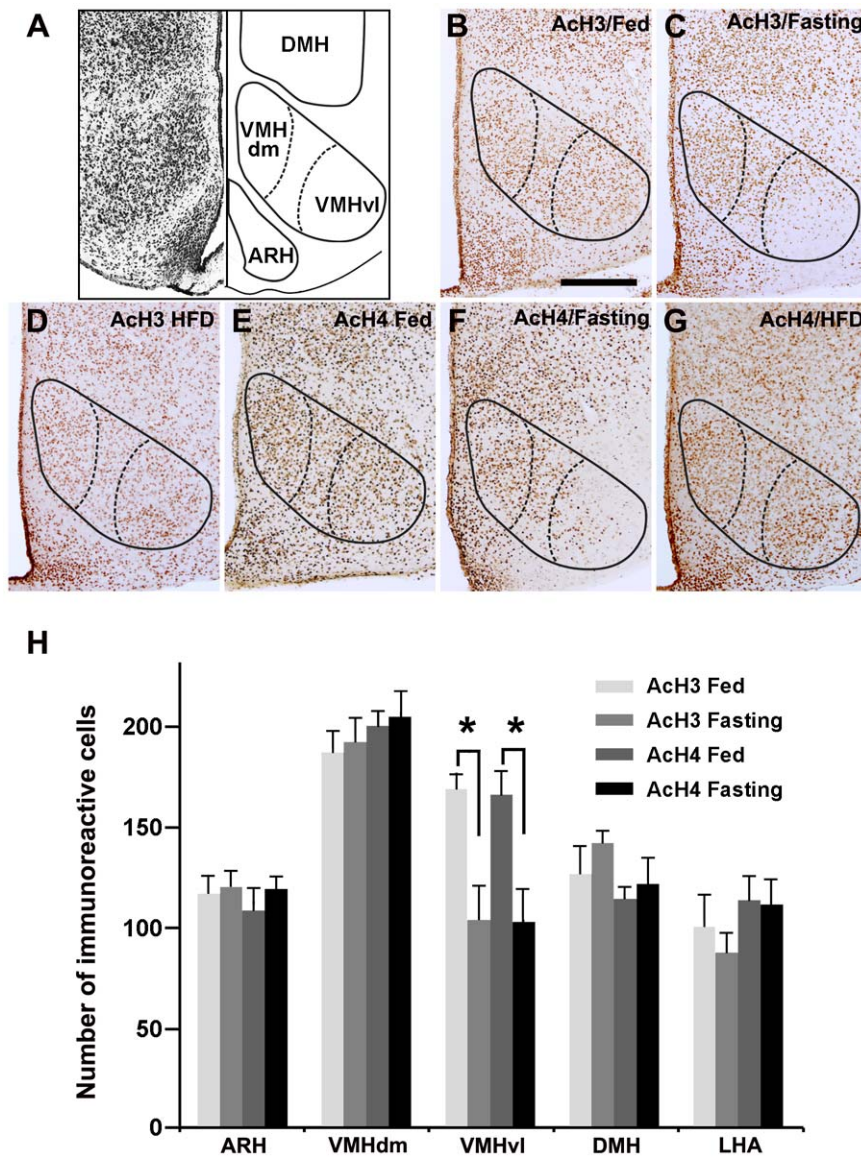 A
DMH
VMH
dm
VMHvl
ARH
B
AcH3/Fed
C
AcH3/Fasting
D
AcH3 HFD
E
AcH4 Fed
F
AcH4/Fasting
G
AcH4/HFD
H
Number of immunoreactive cells
200
150
100
50
0
* *
AcH3 Fed
AcH3 Fasting
AcH4 Fed
AcH4 Fasting
ARH VMHdm VMHvl DMH LHA